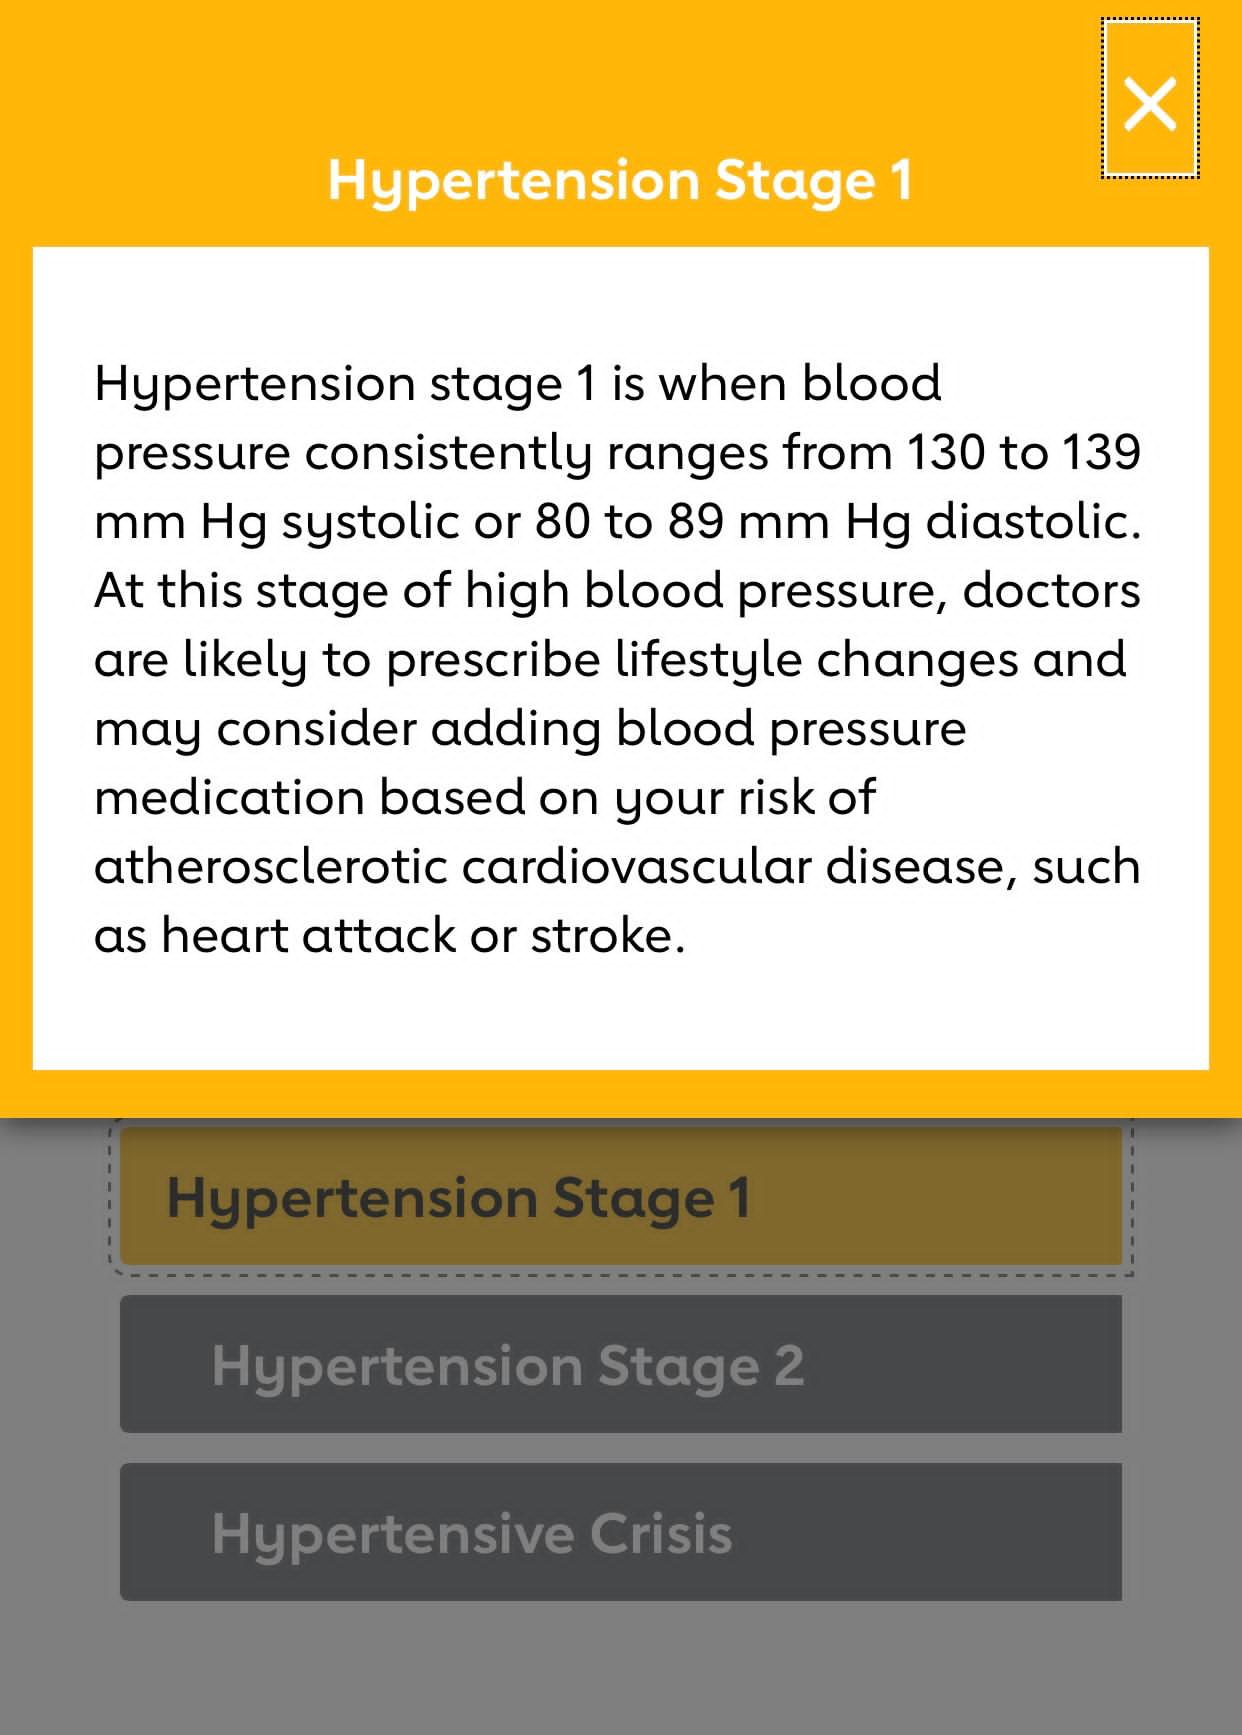 Hypertension Stage 1
Hypertension stage 1 is when blood
pressure consistently ranges from 130 to 139
mm Hg systolic or 80 to 89 mm Hg diastolic.
At this stage of high blood pressure, doctors
are likely to prescribe lifestyle changes and
may consider adding blood pressure
medication based on your risk of
atherosclerotic cardiovascular disease, such
as heart attack or stroke.
Hypertension Stage 1
Hypertension Stage 2
Hypertensive Crisis